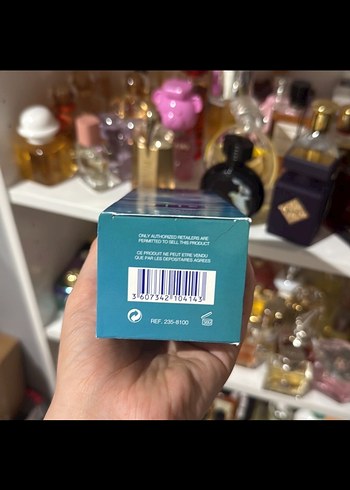 ONLY AUTHORIZED RETAILERS ARE
PERMITTED TO SELL THIS PRODUCT
CE PRODUIT NE PEUT ETRE VENDU
QUE PAR LES DEPOSITAIRES AGREES
3 607342 104143
REF. 235-8100